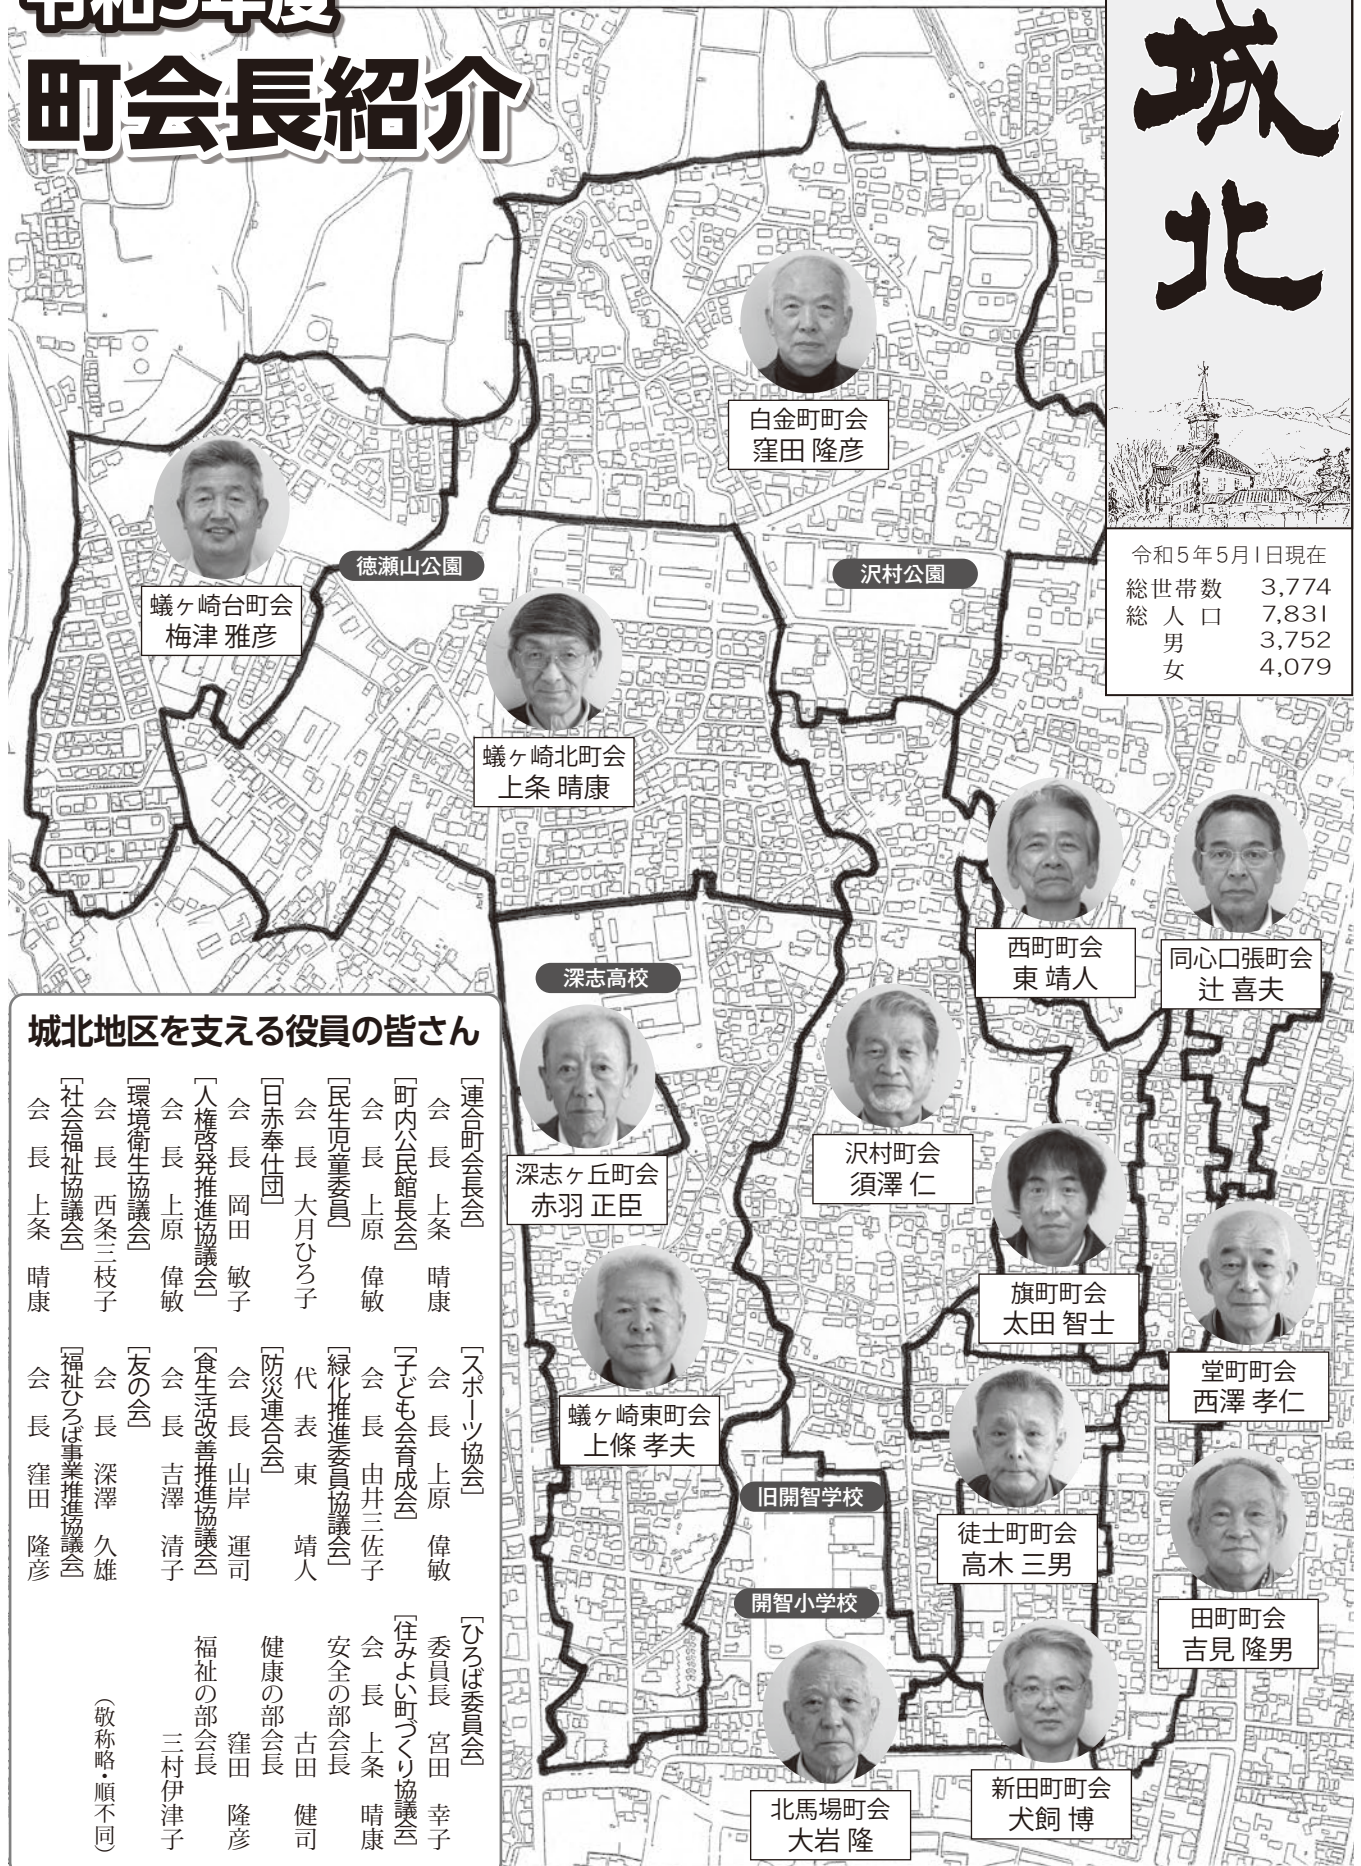 令和5年度
町会長紹介
城北
令和5年5月1日現在
総世帯数 3,774
総人口 7,831
男 3,752
女 4,079
白金町町会
窪田 隆彦
蟻ヶ崎台町会
梅津 雅彦
徳瀬山公園
沢村公園
蟻ヶ崎北町会
上条 晴康
西町町会
東 靖人
同心口張町会
辻 喜夫
深志高校
深志ヶ丘町会
赤羽 正臣
沢村町会
須澤 仁
旗町町会
太田 智士
堂町町会
西澤 孝仁
蟻ヶ崎東町会
上條 孝夫
旧開智学校
徒士町町会
高木 三男
田町町会
吉見 隆男
開智小学校
北馬場町会
大岩 隆
新田町町会
犬飼 博
城北地区を支える役員の皆さん
[連合町会長会]
会長 上条 晴康
[町内公民館長会]
会長 上原 偉敏
[民生児童委員]
会長 大月ひろ子
[日赤奉仕団]
会長 岡田 敏子
[人権啓発推進協議会]
会長 上原 偉敏
[環境衛生協議会]
会長 西条三枝子
[社会福祉協議会]
会長 上条 晴康
[スポーツ協会]
会長 上原 偉敏
[子ども会育成会]
会長 由井三佐子
[緑化推進委員協議会]
代表 東 靖人
[防災連合会]
会長 山岸 運司
[食生活改善推進協議会]
会長 吉澤 清子
[友の会]
会長 深澤 久雄
[福祉ひろば事業推進協議会]
会長 窪田 隆彦
[ひろば委員会]
委員長 宮田 幸子
[住みよい町づくり協議会]
会長 上条 晴康
安全の部会長
古田 健司
健康の部会長
窪田 隆彦
福祉の部会長
三村伊津子
(敬称略・順不同)